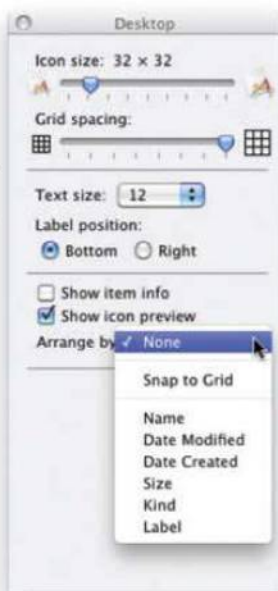 Desktop
Icon size: 32 × 32
Grid spacing:
Text size: 12
Label position:
Bottom Right
Show item info
Show icon preview
Arrange by ✓ None
Snap to Grid
Name
Date Modified
Date Created
Size
Kind
Label